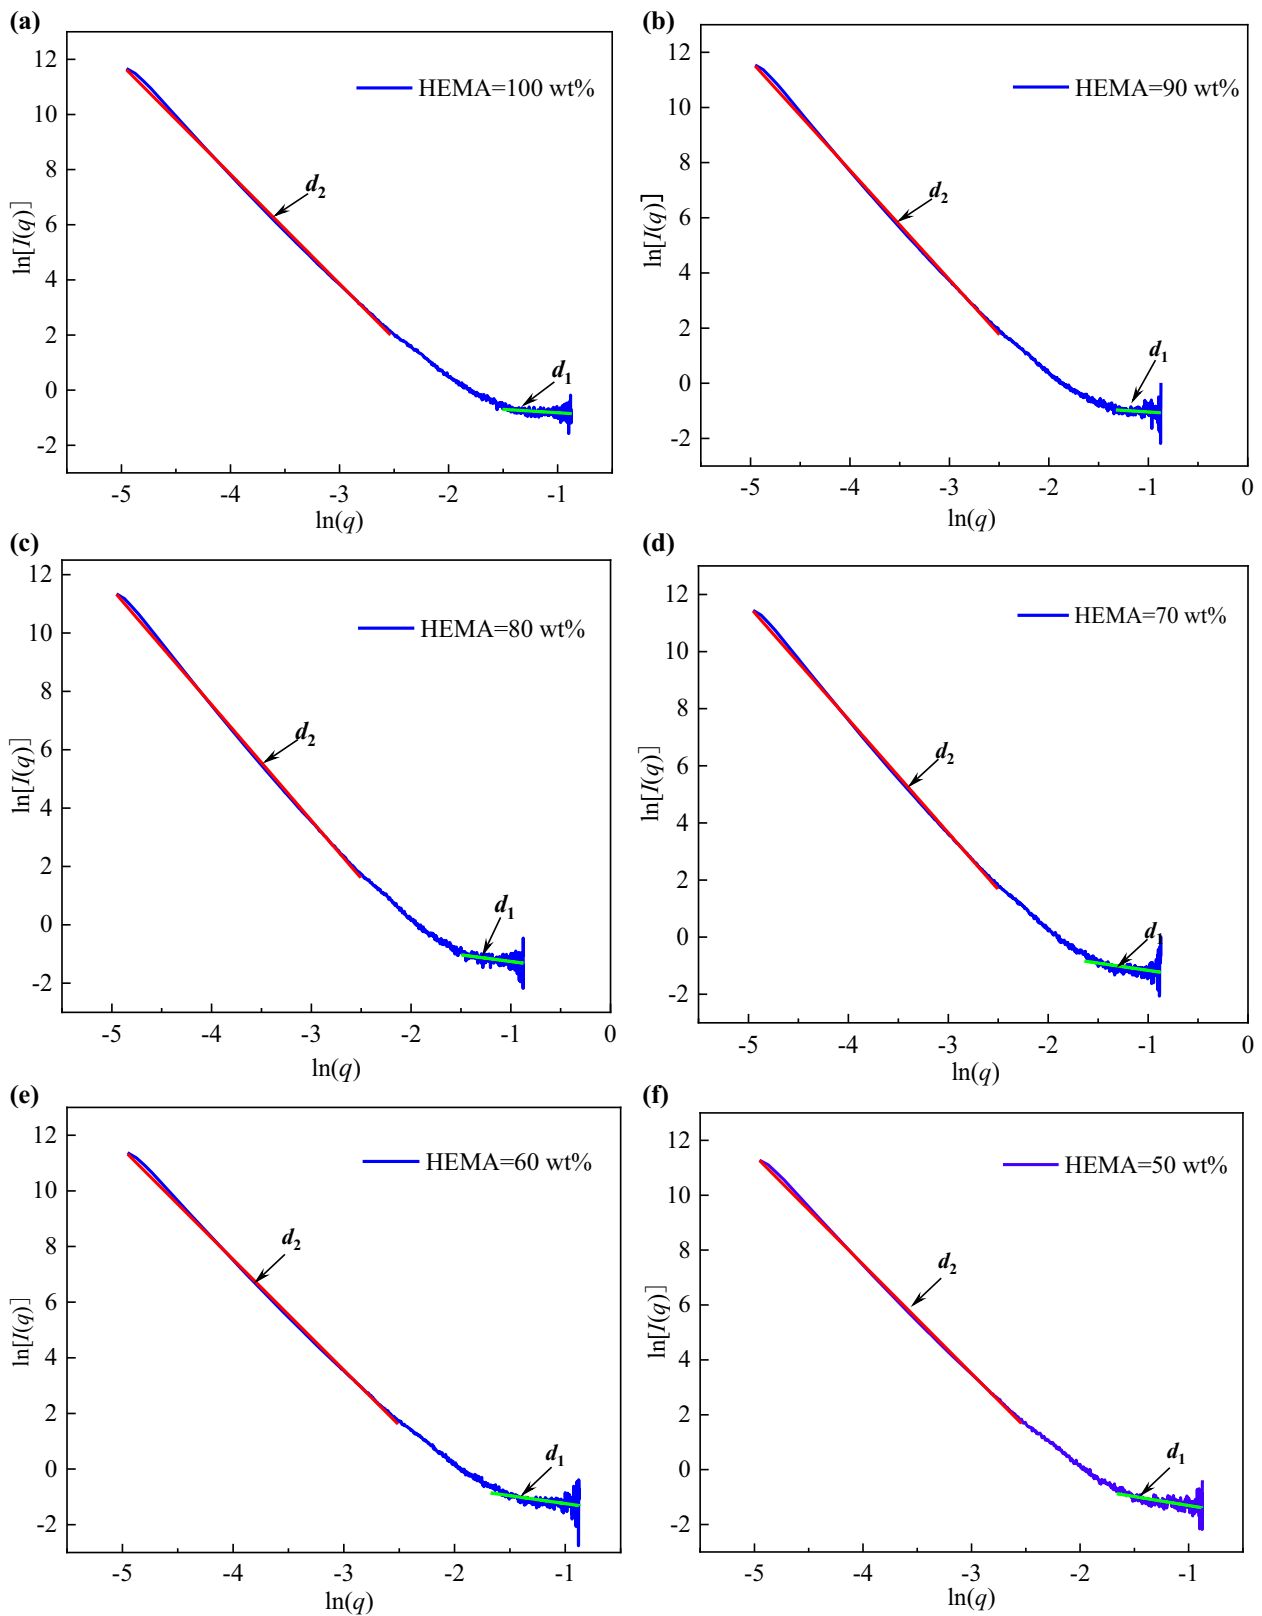 (a)
12
10
8
6
4
2
0
-2
ln[I(q)]
HEMA=100 wt%
d2
d1
-5
-4
-3
-2
-1
ln(q)
(b)
12
10
8
6
4
2
0
-2
ln[I(q)]
HEMA=90 wt%
d2
d1
-5
-4
-3
-2
-1
0
ln(q)
(c)
12
10
8
6
4
2
0
-2
ln[I(q)]
HEMA=80 wt%
d2
d1
-5
-4
-3
-2
-1
0
ln(q)
(d)
12
10
8
6
4
2
0
-2
ln[I(q)]
HEMA=70 wt%
d2
d1
-5
-4
-3
-2
-1
0
ln(q)
(e)
12
10
8
6
4
2
0
-2
ln[I(q)]
HEMA=60 wt%
d2
d1
-5
-4
-3
-2
-1
ln(q)
(f)
12
10
8
6
4
2
0
-2
ln[I(q)]
HEMA=50 wt%
d2
d1
-5
-4
-3
-2
-1
ln(q)